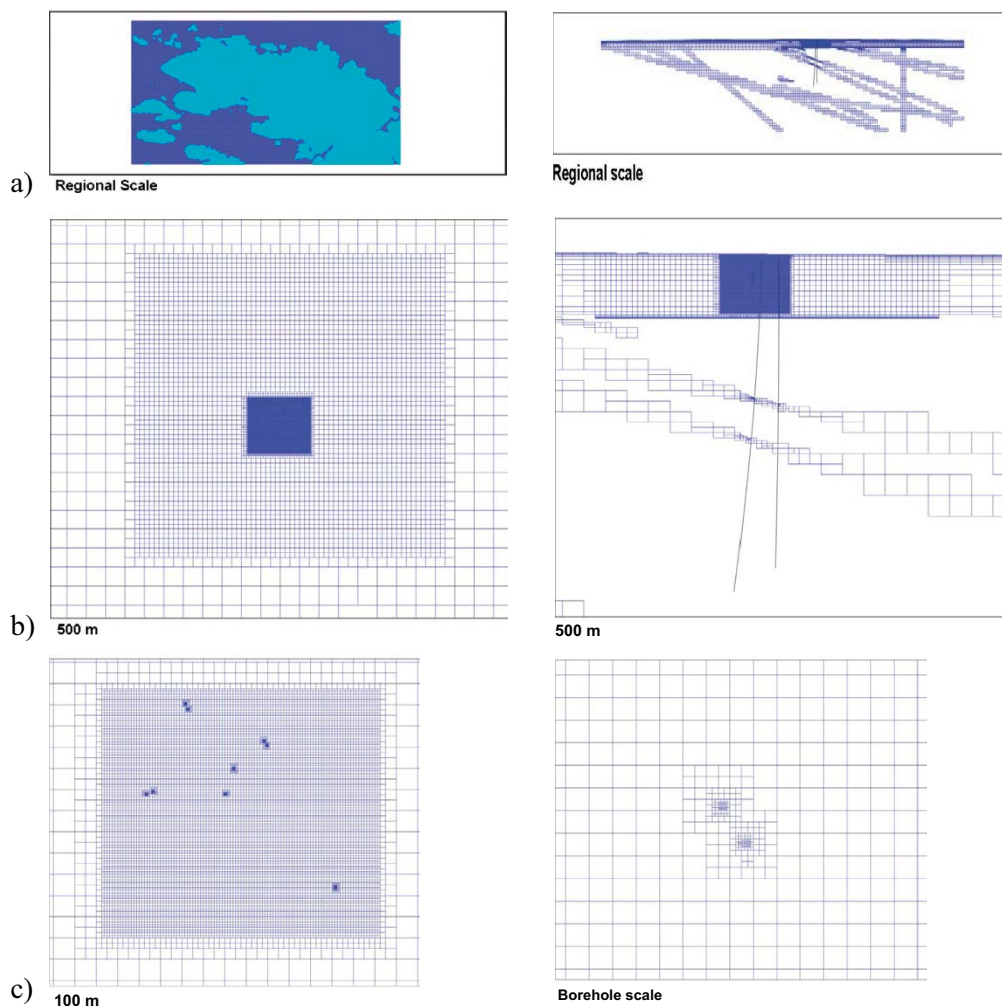 a)
Regional Scale
Regional scale
b)
500 m
500 m
c)
100 m
Borehole scale